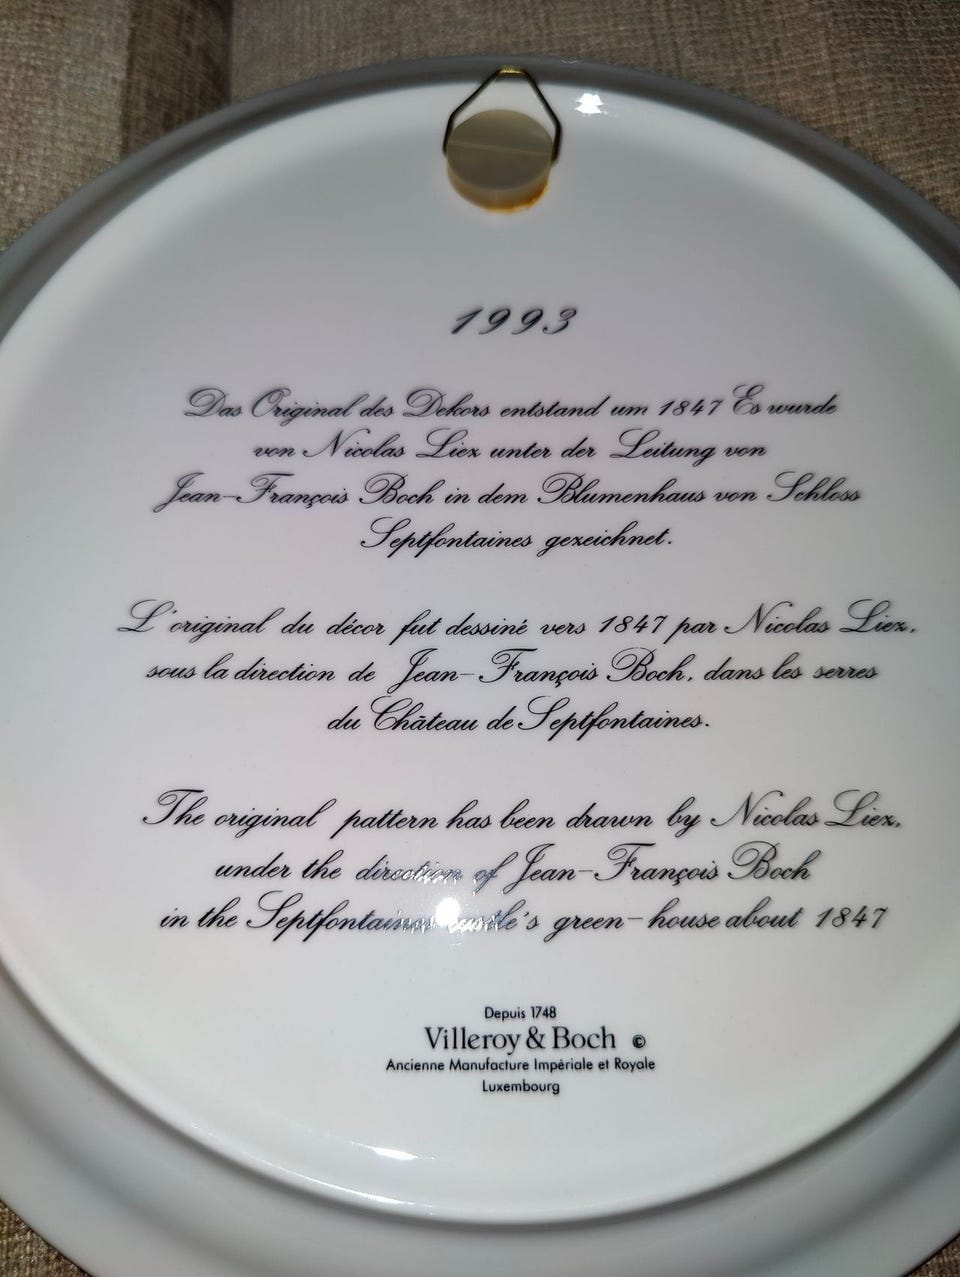 1993
Das Original des Dekors entstand um 1847 Es wurde
von Nicolas Liez unter der Leitung von
Jean-François Boch in dem Blumenhaus von Schloss
Septfontaines gezeichnet.
L'original du décor fut dessiné vers 1847 par Nicolas Liez,
sous la direction de Jean-François Boch, dans les serres
du Château de Septfontaines.
The original pattern has been drawn by Nicolas Liez,
under the direction of Jean-François Boch
in the Septfontaines castle's green-house about 1847
Depuis 1748
Villeroy & Boch ©
Ancienne Manufacture Impériale et Royale
Luxembourg